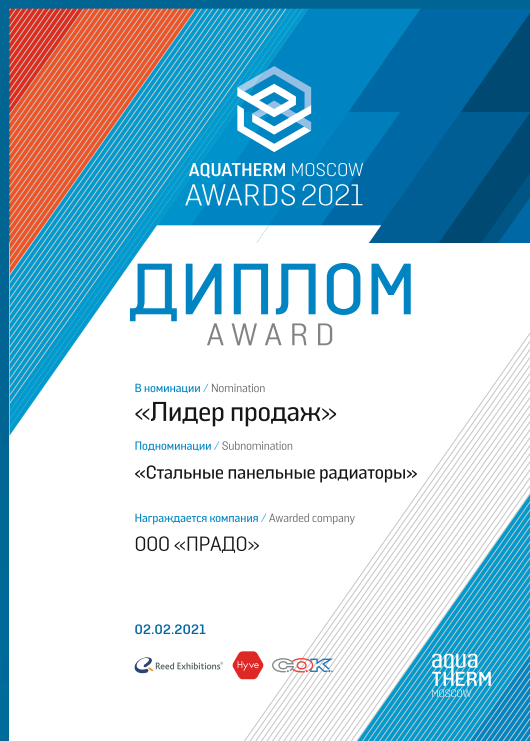 AQUATHERM MOSCOW
AWARDS 2021
ДИПЛОМ
AWARD
В номинации / Nomination
«Лидер продаж»
Подноминации / Subnomination
«Стальные панельные радиаторы»
Награждается компания / Awarded company
ООО «ПРАДО»
02.02.2021
Reed Exhibitions®
Hyve
С.О.К.
aqua
THERM
MOSCOW